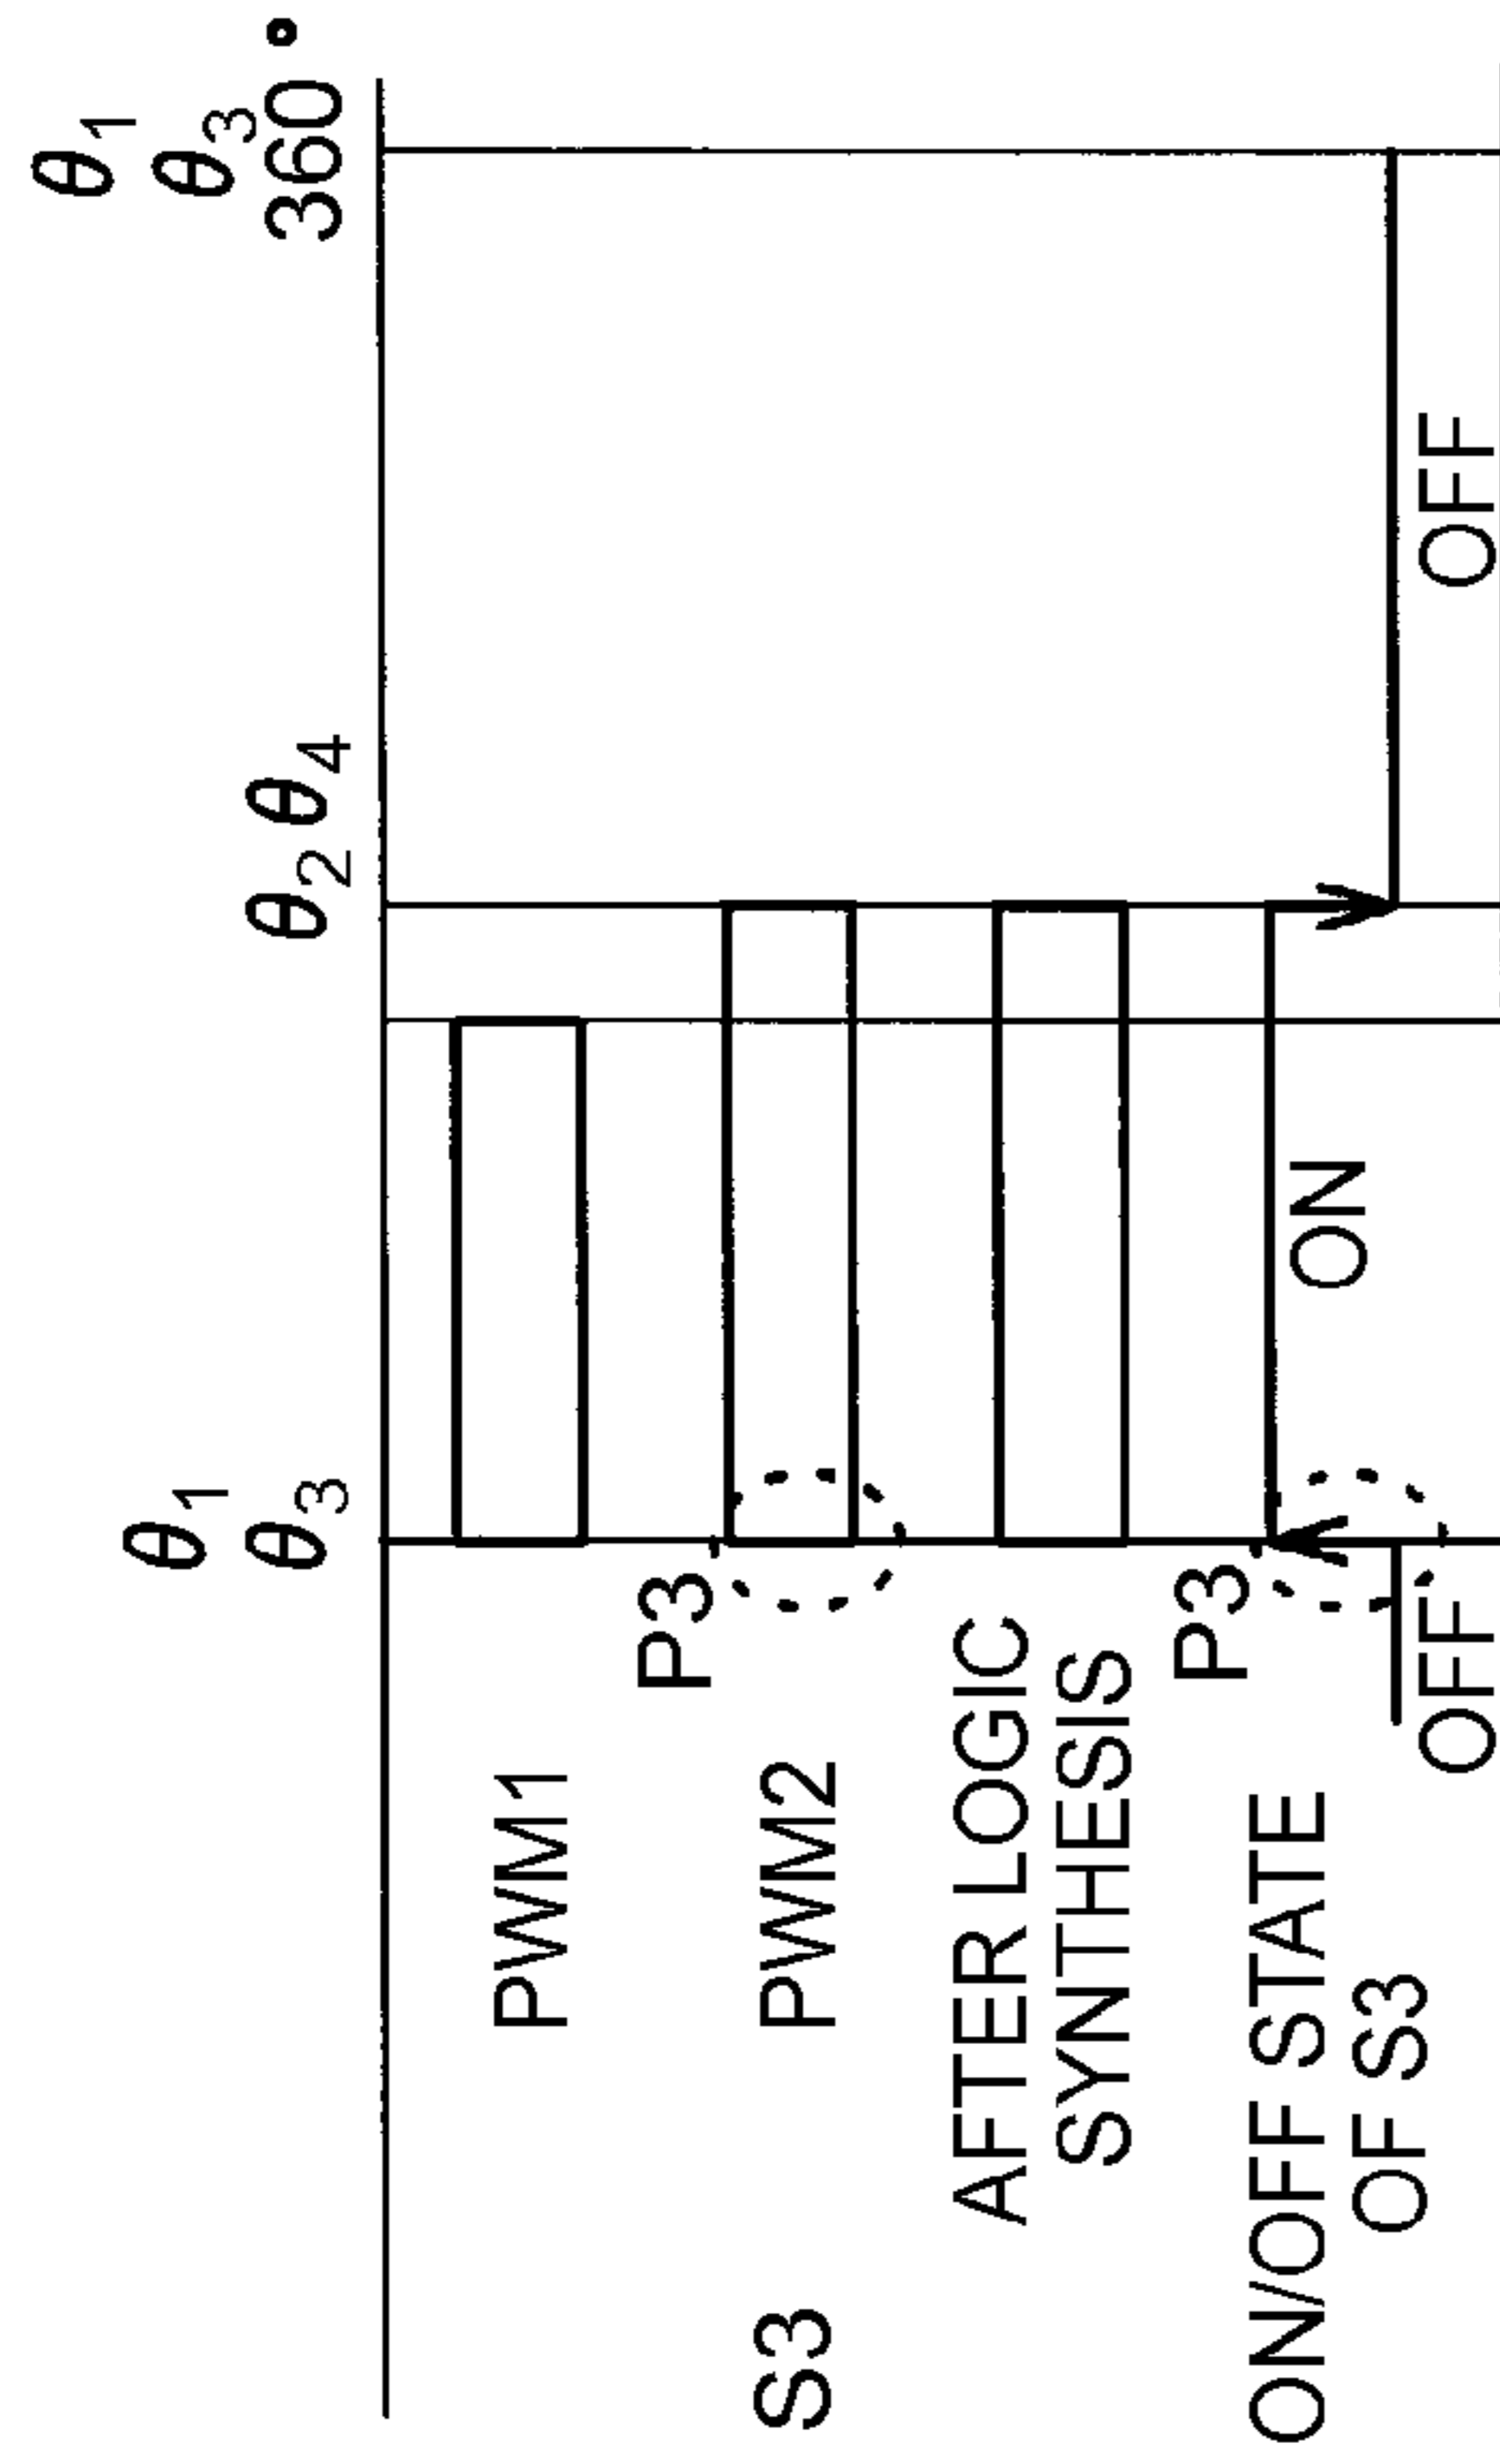 θ1 θ1
θ3 θ3
θ2 θ4 360°
PWM1
P3
S3 PWM2
AFTER LOGIC
SYNTHESIS
P3
ON/OFF STATE ON
OF S3
OFF OFF